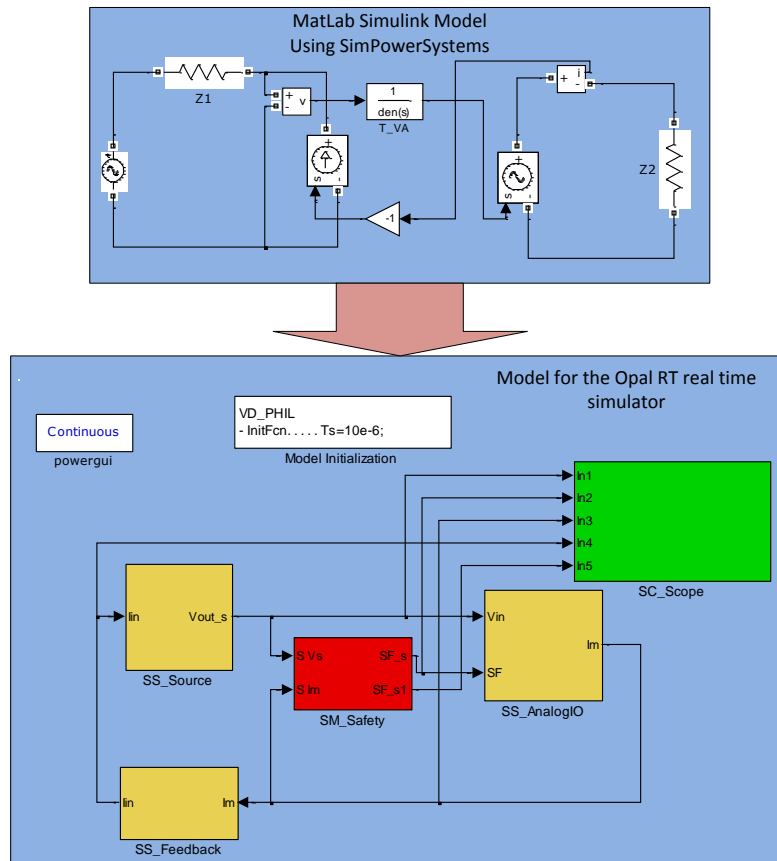 MatLab Simulink Model
Using SimPowerSystems
Z1
+
-
v
1
den(s)
T_VA
+
i
-
+
s
-
-1
+
s
-
Z2
Model for the Opal RT real time
simulator
Continuous
powergui
VD_PHIL
- InitFcn. . . . . Ts=10e-6;
Model Initialization
In1
In2
In3
In4
In5
SC_Scope
Iin
Vout_s
SS_Source
S Vs
SF_s
S Im
SF_s1
SM_Safety
Vin
Im
SF
SS_AnalogIO
Iin
Im
SS_Feedback